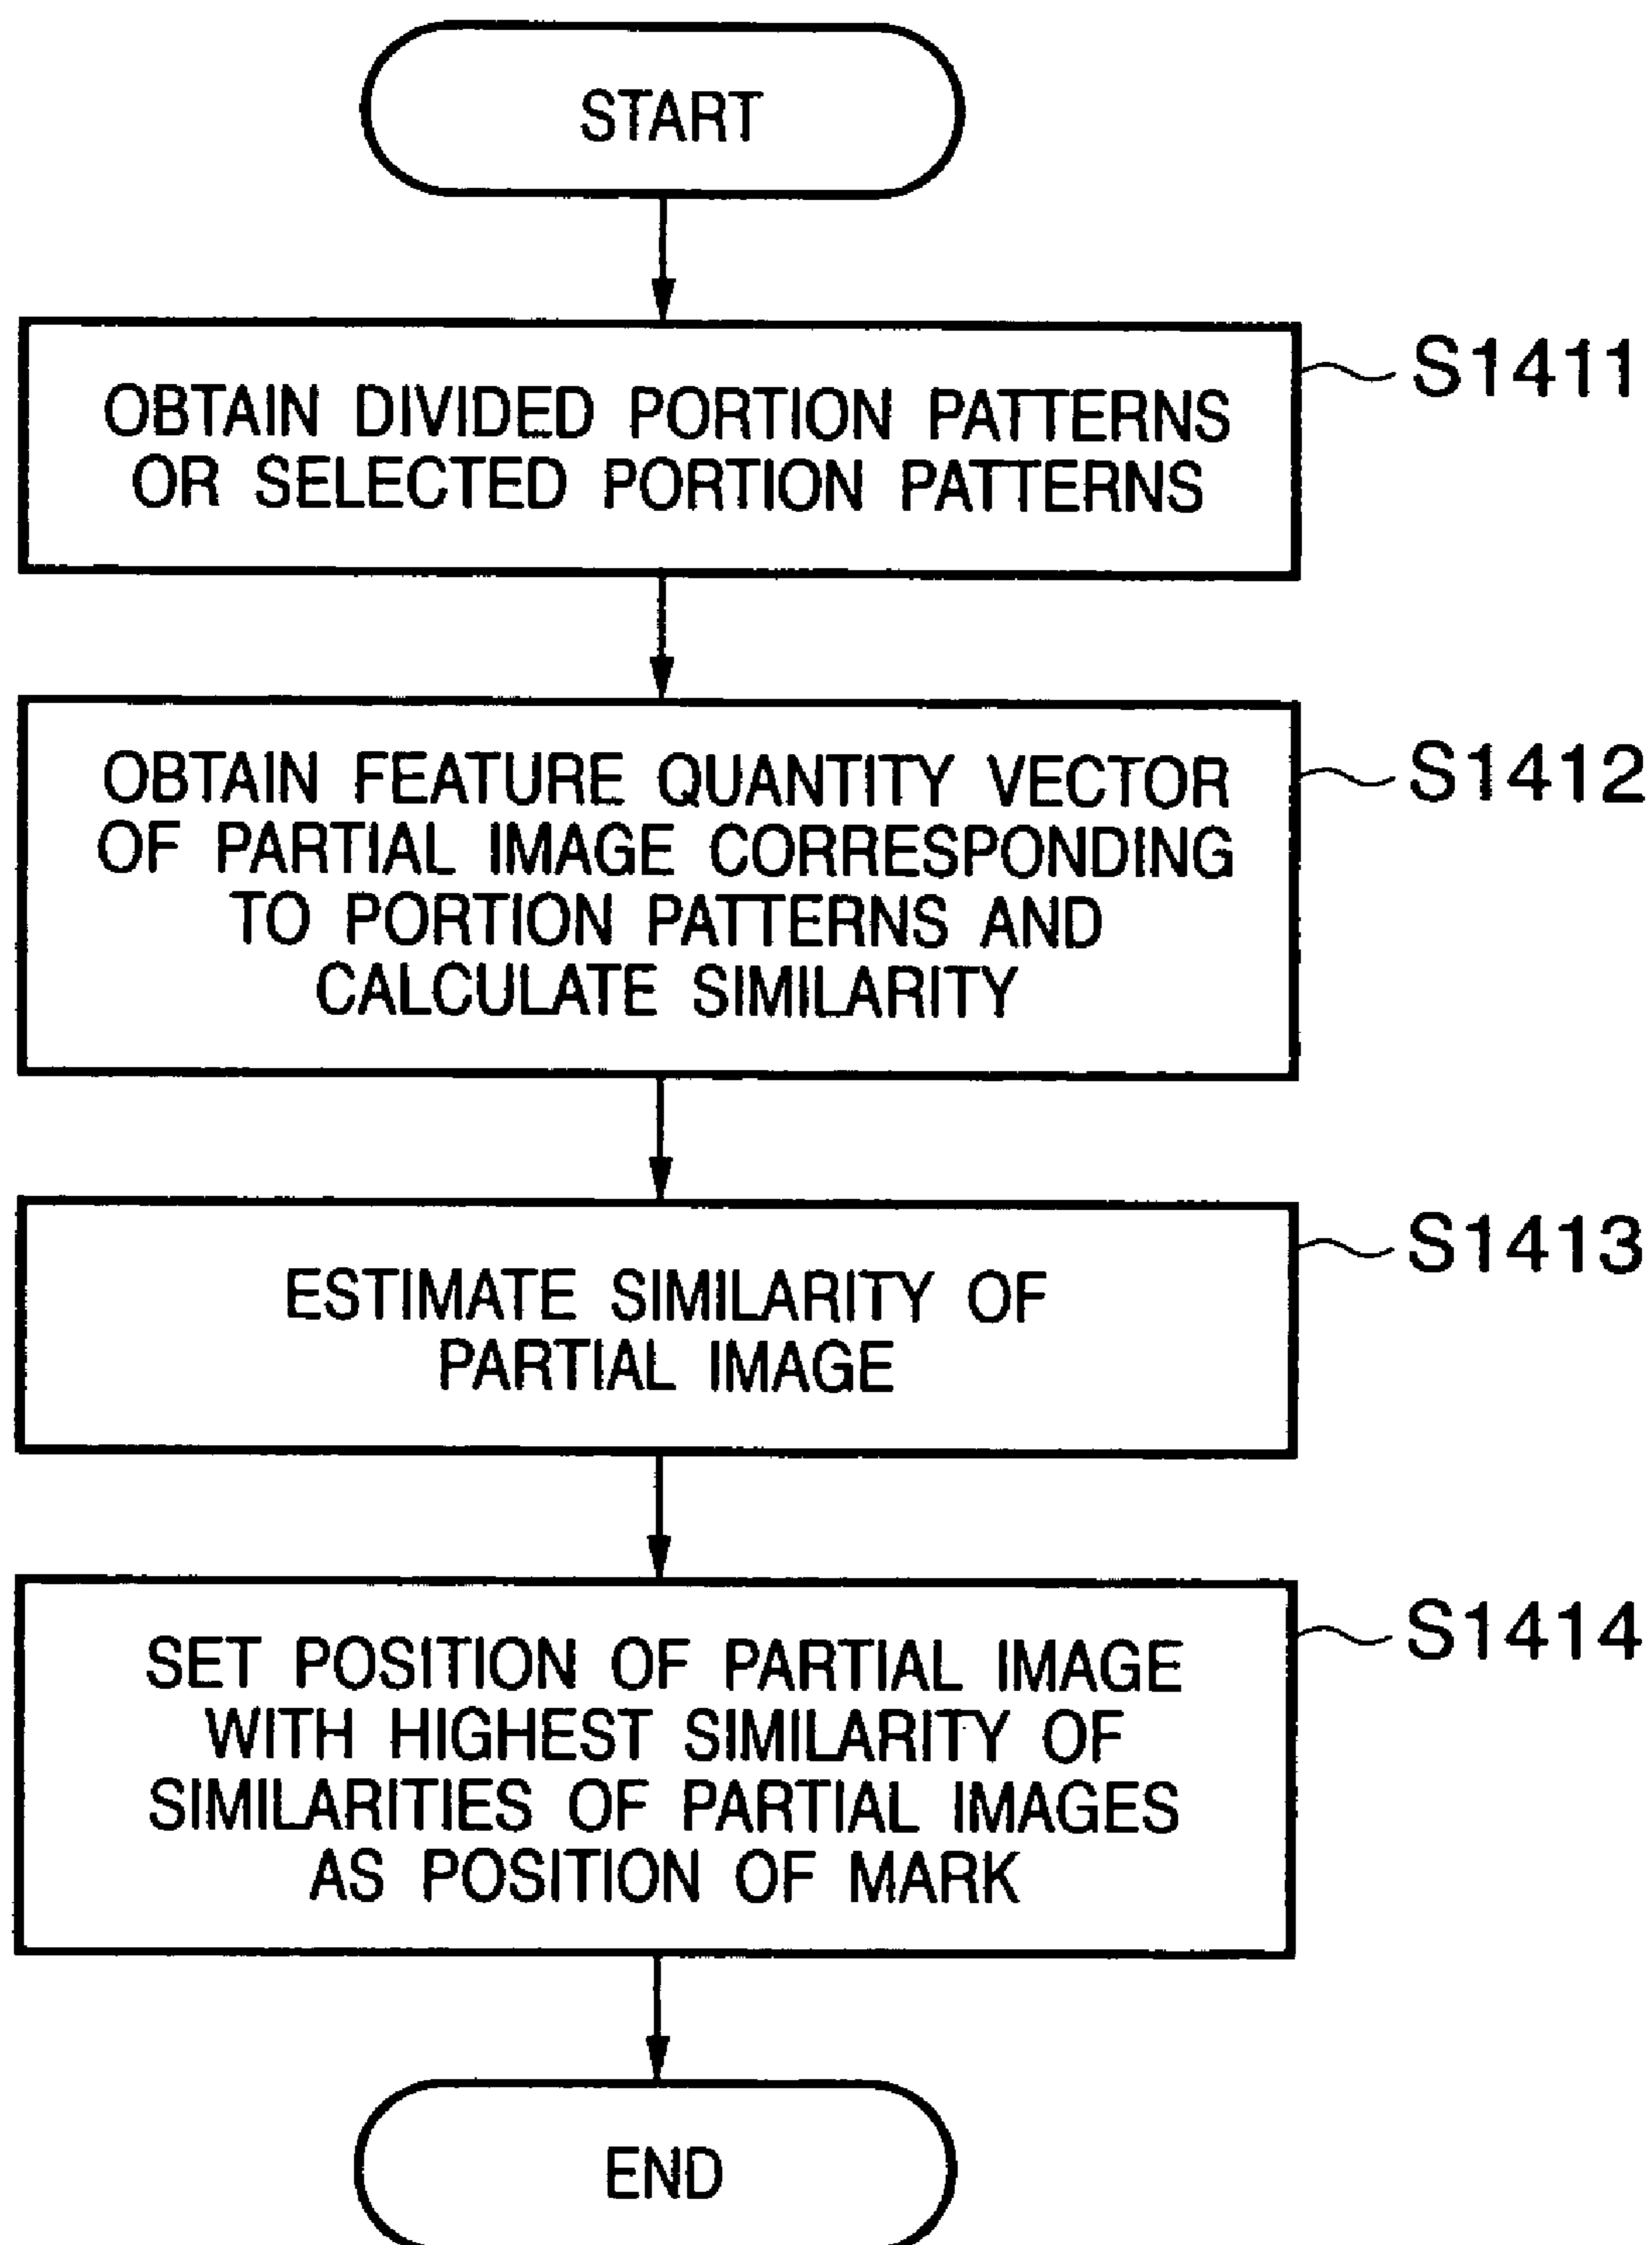 START
OBTAIN DIVIDED PORTION PATTERNS
OR SELECTED PORTION PATTERNS
S1411
OBTAIN FEATURE QUANTITY VECTOR
OF PARTIAL IMAGE CORRESPONDING
TO PORTION PATTERNS AND
CALCULATE SIMILARITY
S1412
ESTIMATE SIMILARITY OF
PARTIAL IMAGE
S1413
SET POSITION OF PARTIAL IMAGE
WITH HIGHEST SIMILARITY OF
SIMILARITIES OF PARTIAL IMAGES
AS POSITION OF MARK
S1414
END